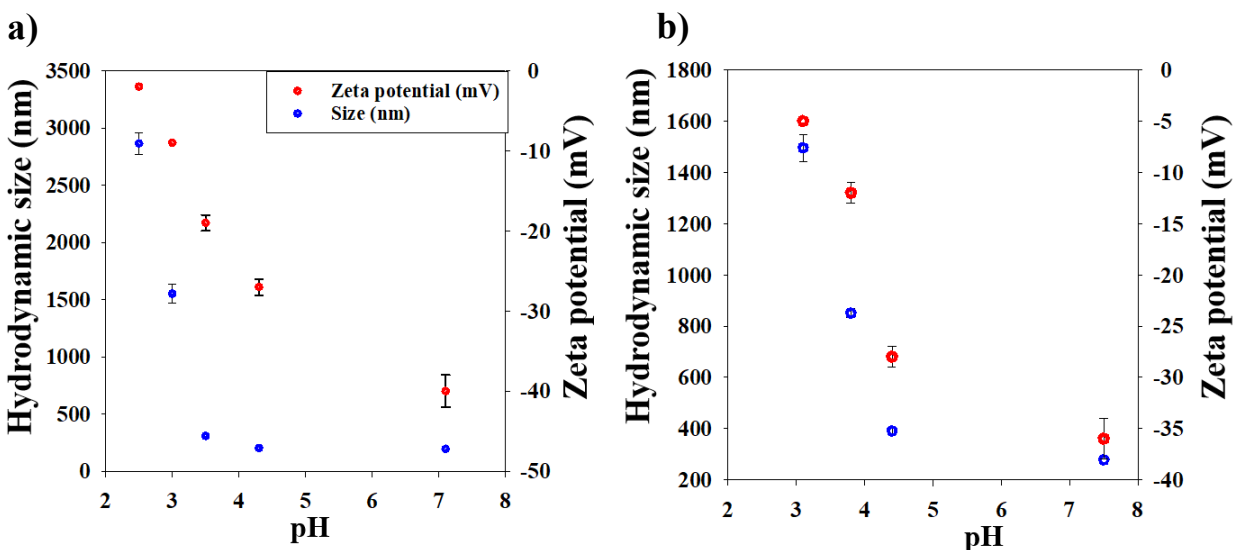 a)
Hydrodynamic size (nm)
3500
3000
2500
2000
1500
1000
500
0
Zeta potential (mV)
Size (nm)
0
-10
-20
-30
-40
-50
Zeta potential (mV)
2 3 4 5 6 7 8
pH
b)
Hydrodynamic size (nm)
1800
1600
1400
1200
1000
800
600
400
200
0
-5
-10
-15
-20
-25
-30
-35
-40
Zeta potential (mV)
2 3 4 5 6 7 8
pH